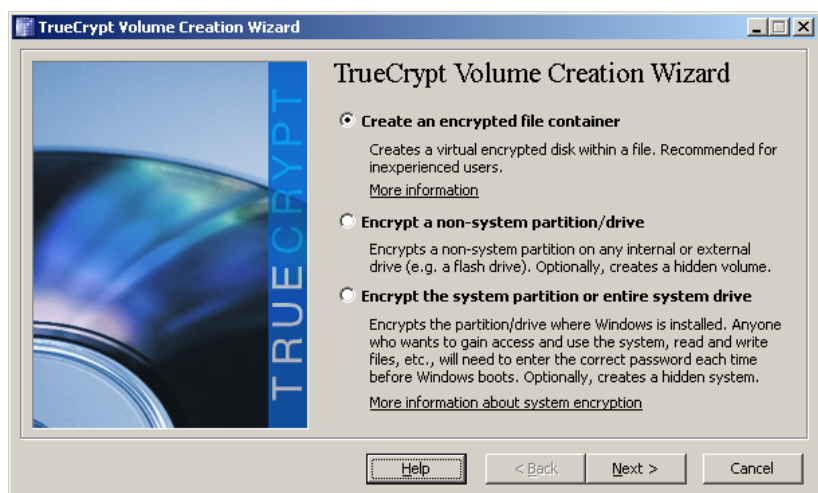 TrueCrypt Volume Creation Wizard
TRUECRYPT
TrueCrypt Volume Creation Wizard
Create an encrypted file container
Creates a virtual encrypted disk within a file. Recommended for
inexperienced users.
More information
Encrypt a non-system partition/drive
Encrypts a non-system partition on any internal or external
drive (e.g. a flash drive). Optionally, creates a hidden volume.
Encrypt the system partition or entire system drive
Encrypts the partition/drive where Windows is installed. Anyone
who wants to gain access and use the system, read and write
files, etc., will need to enter the correct password each time
before Windows boots. Optionally, creates a hidden system.
More information about system encryption
Help
< Back
Next >
Cancel